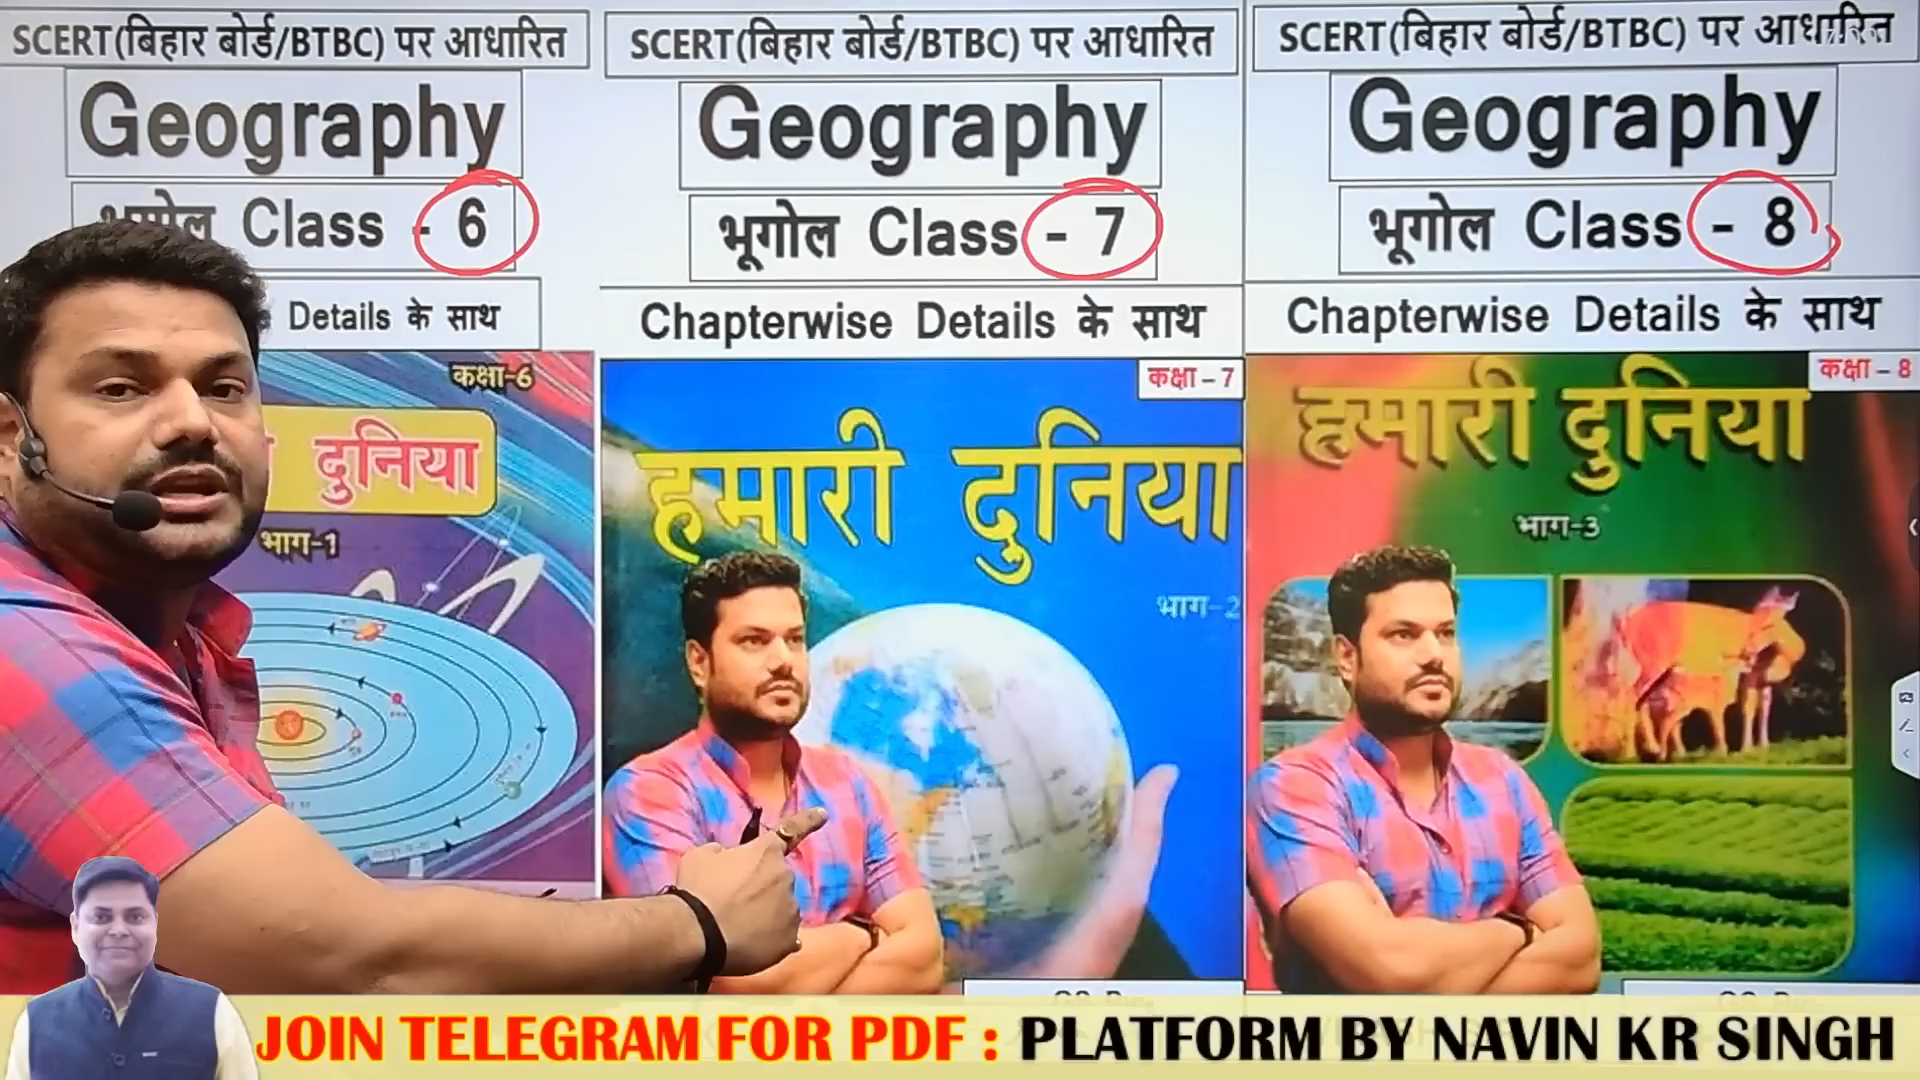 SCERT(बिहार बोर्ड/BTBC) पर आधारित
Geography
भूगोल Class - 6
Details के साथ
कक्षा-6
दुनिया
भाग-1
SCERT(बिहार बोर्ड/BTBC) पर आधारित
Geography
भूगोल Class - 7
Chapterwise Details के साथ
कक्षा - 7
हमारी दुनिया
भाग-2
SCERT(बिहार बोर्ड/BTBC) पर आधारित
Geography
भूगोल Class - 8
Chapterwise Details के साथ
कक्षा - 8
हमारी दुनिया
भाग-3
JOIN TELEGRAM FOR PDF : PLATFORM BY NAVIN KR SINGH